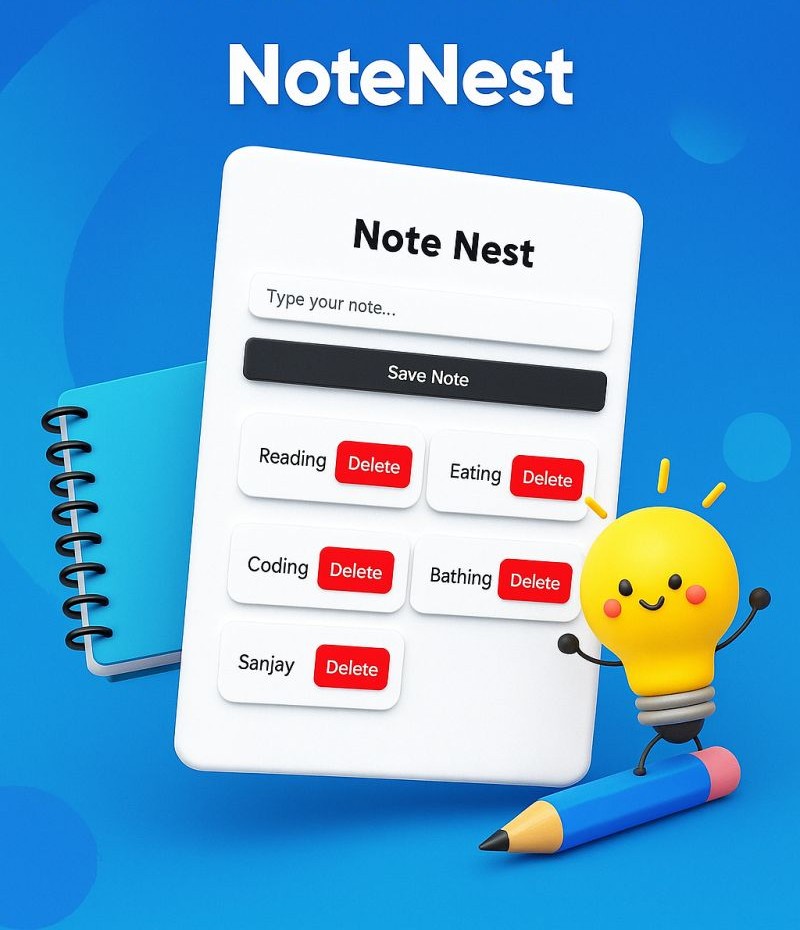 NoteNest
Note Nest
Type your note...
Save Note
Reading Delete
Eating Delete
Coding Delete
Bathing Delete
Sanjay Delete